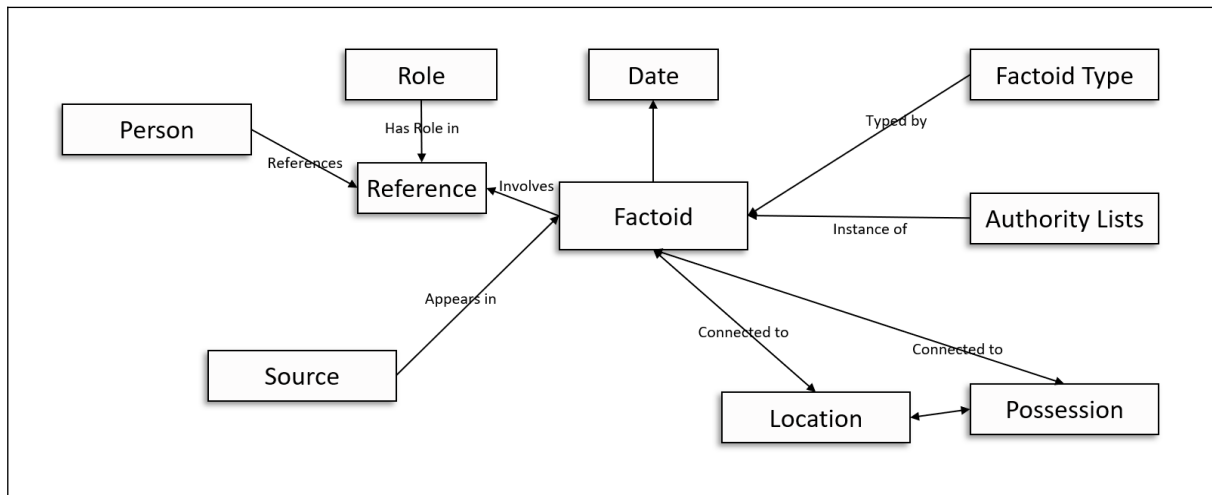 Role
Date
Factoid Type
Person
Has Role in
Typed by
References
Reference
Involves
Factoid
Authority Lists
Instance of
Appears in
Connected to
Connected to
Source
Location
Possession